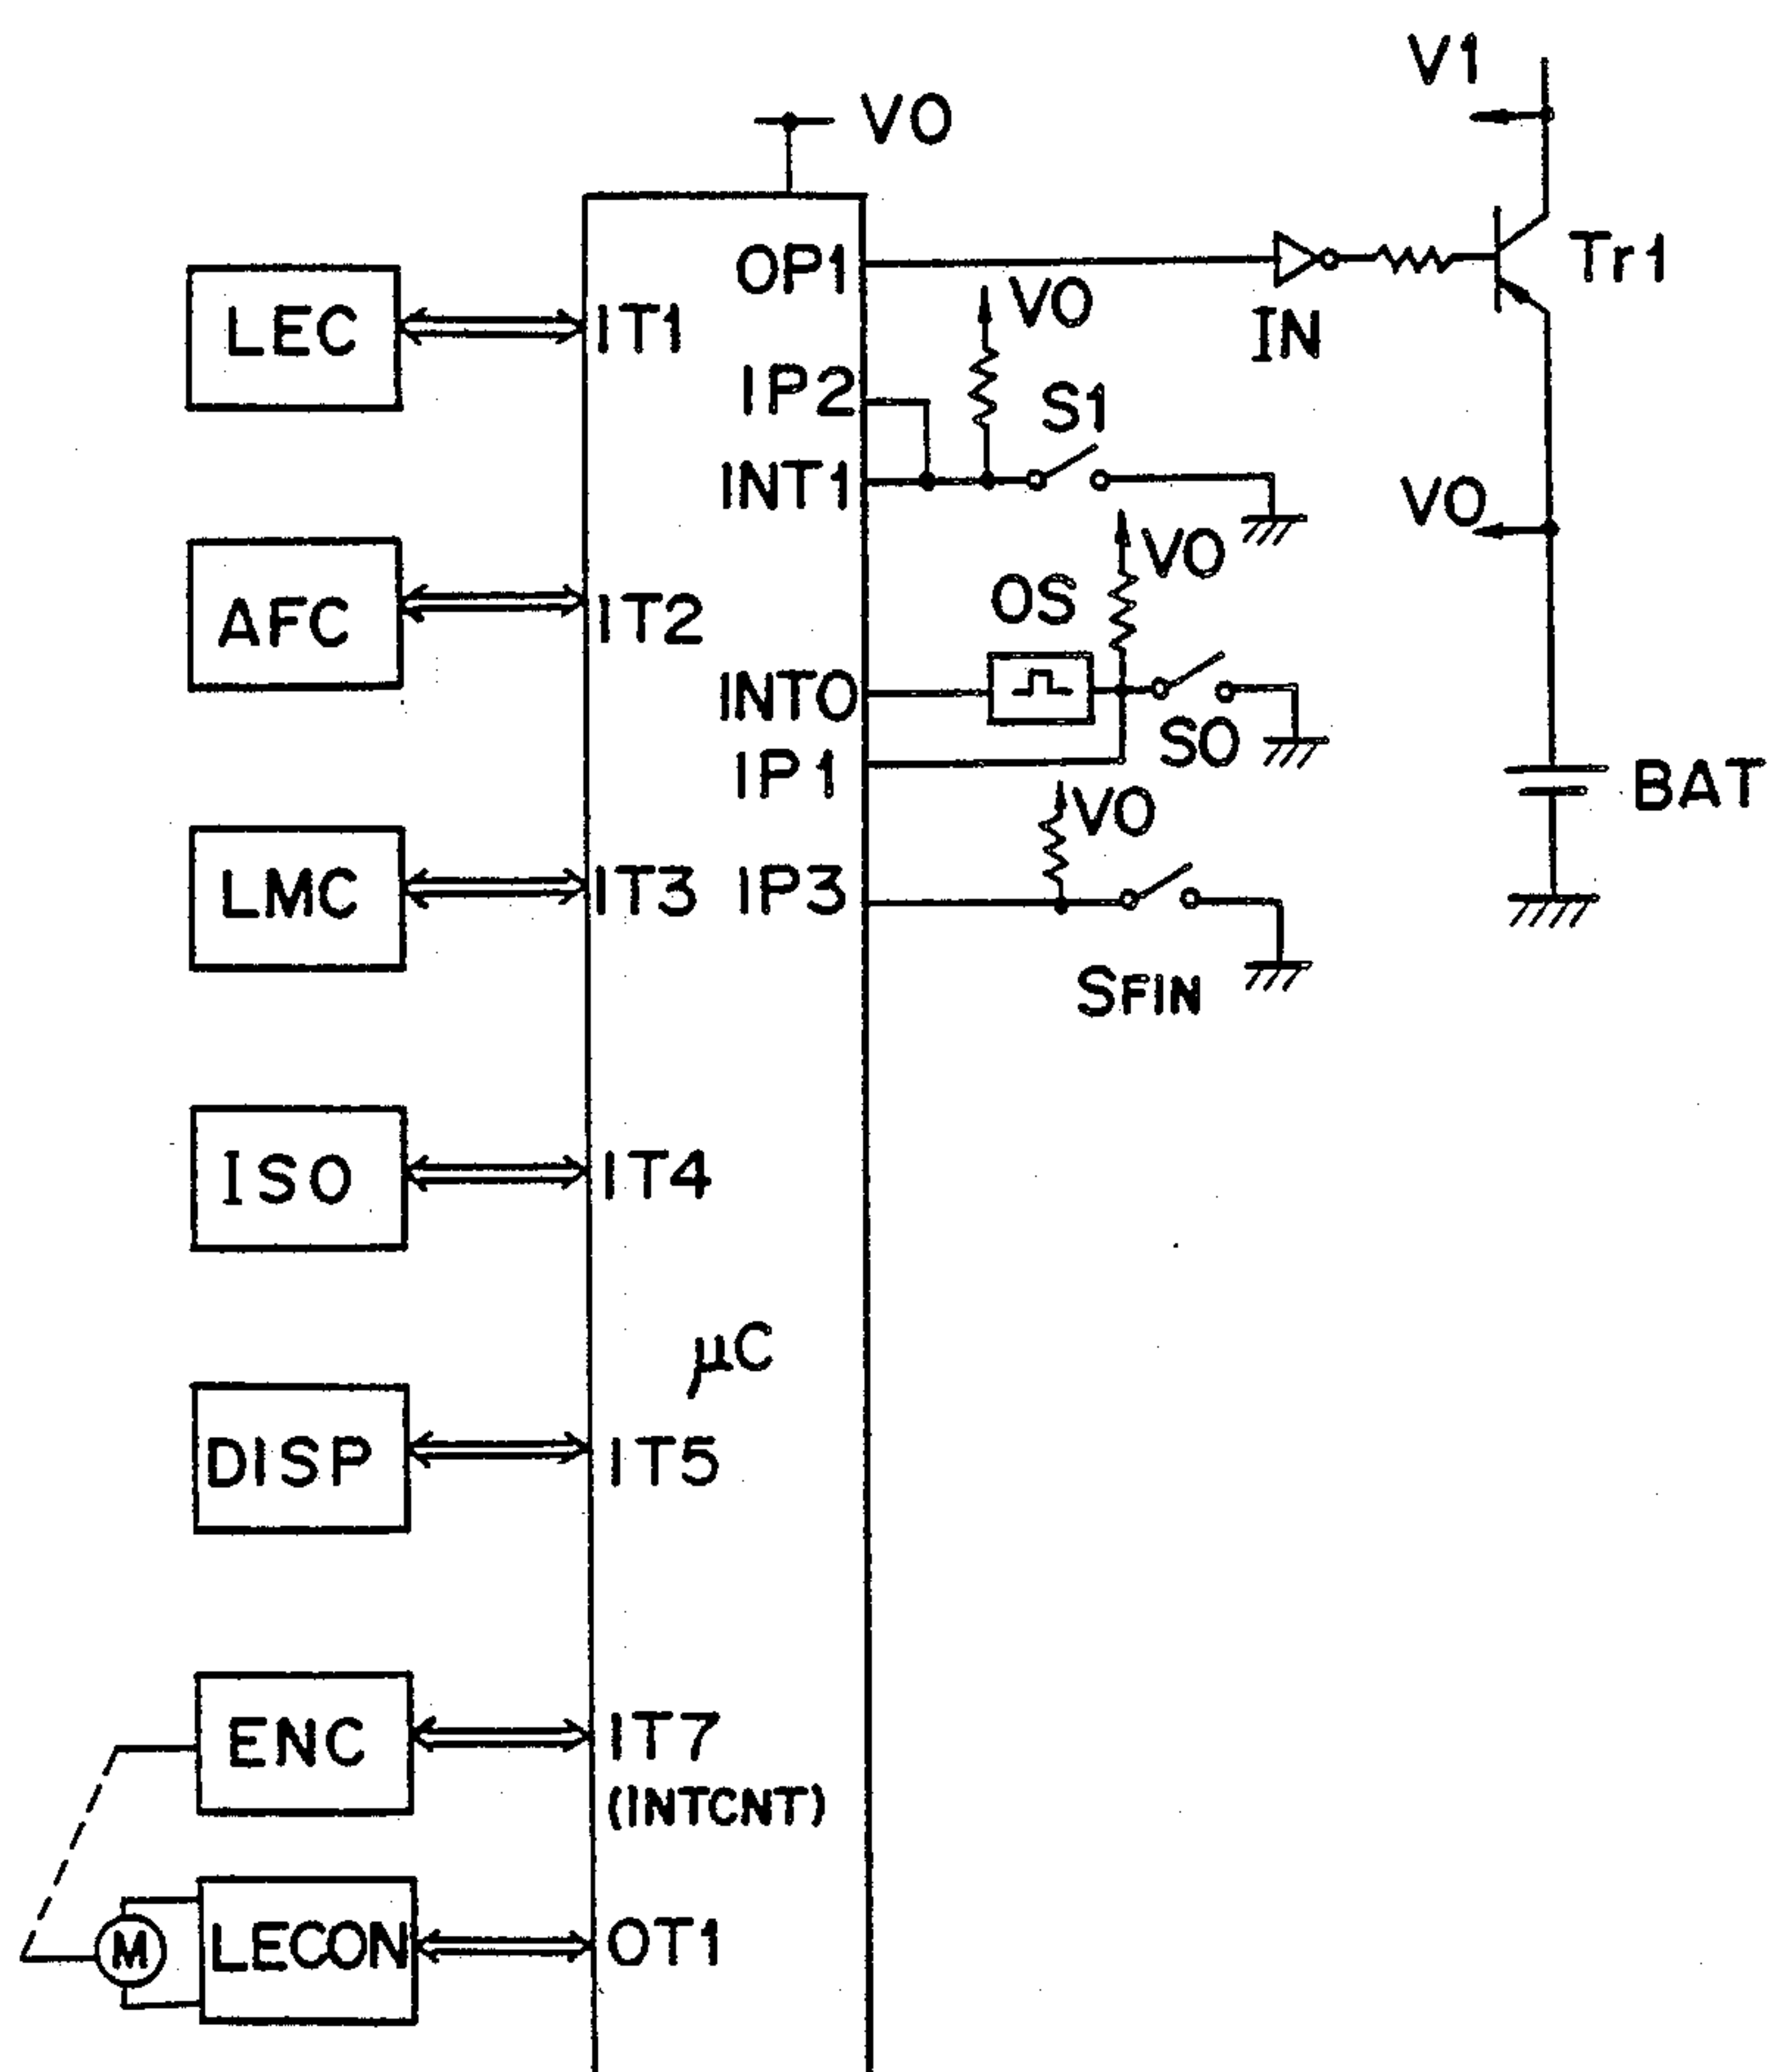 V1
VO
OP1
Tr1
LEC
IT1
VO
IN
IP2
S1
INT1
VO
VO
AFC
IT2
OS
INTO
SO
IP1
BAT
VO
LMC
IT3
IP3
SFIN
ISO
IT4
μC
DISP
IT5
ENC
IT7
(INTCNT)
M
LECON
OT1